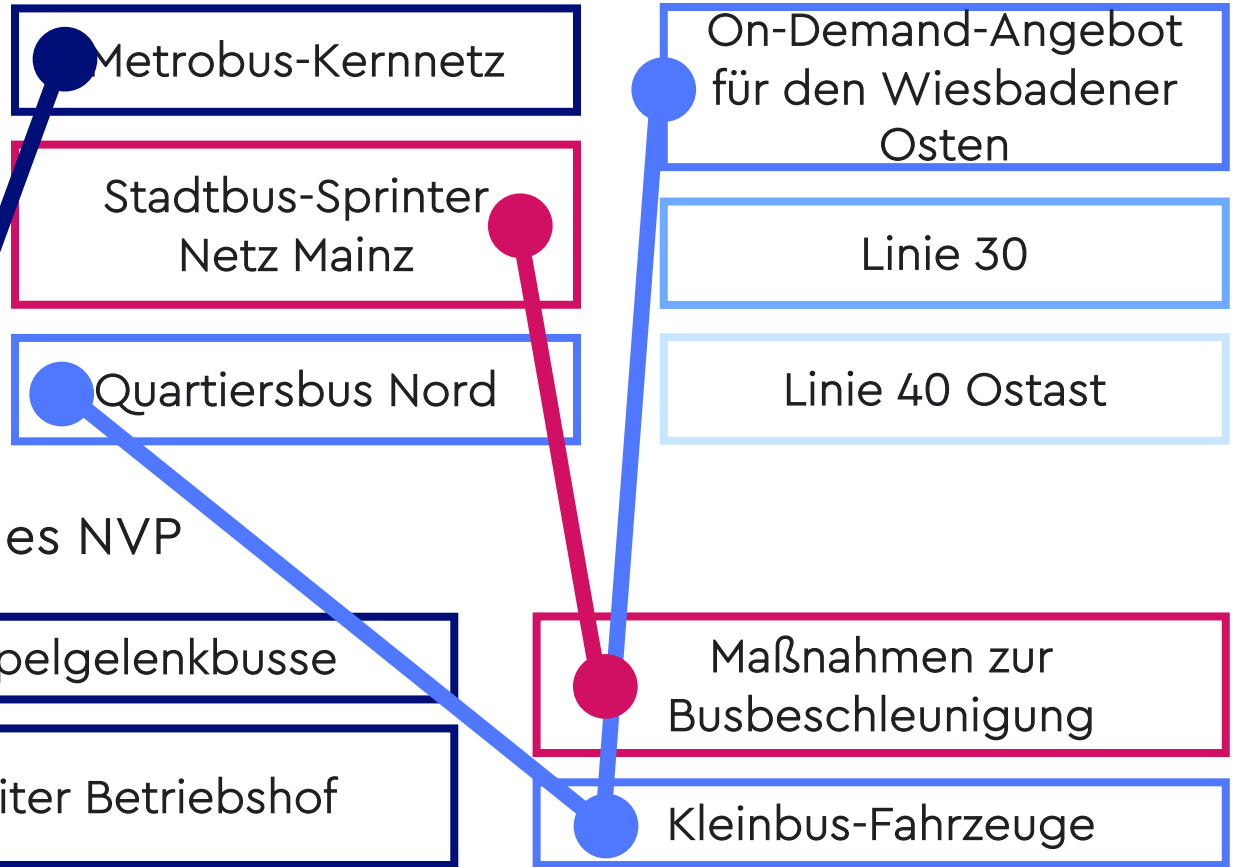 Metrobus-Kernnetz
Stadtbus-Sprinter
Netz Mainz
Quartiersbus Nord
On-Demand-Angebot
für den Wiesbadener
Osten
Linie 30
Linie 40 Ostast
es NVP
pelgelenkbusse
iter Betriebshof
Maßnahmen zur
Busbeschleunigung
Kleinbus-Fahrzeuge